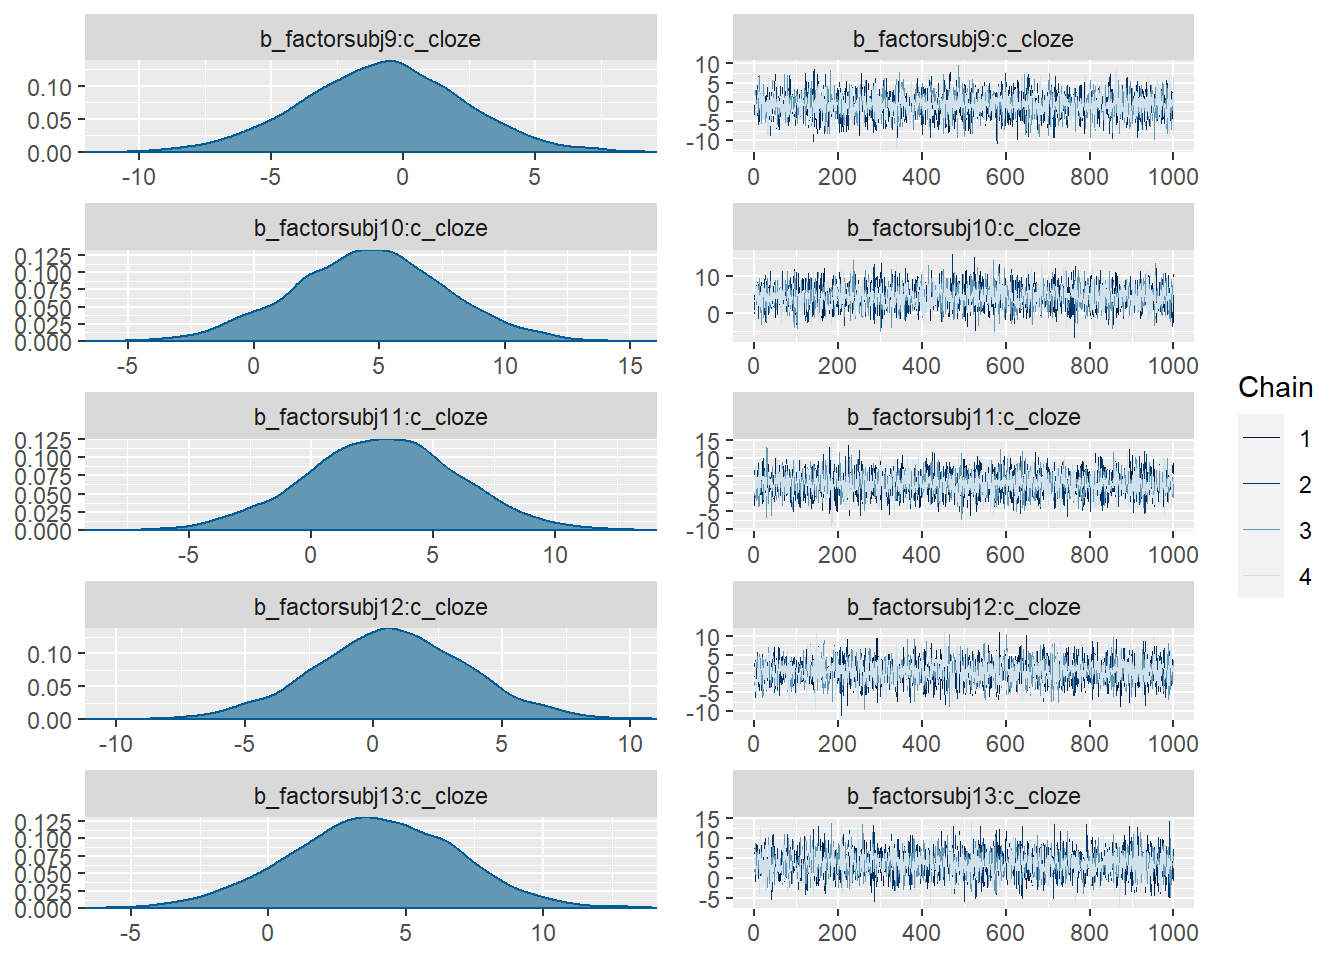 b_factorsubj9:c_cloze
0.10
0.05
0.00
-10 -5 0 5
b_factorsubj9:c_cloze
10
5
0
-5
-10
0 200 400 600 800 1000
b_factorsubj10:c_cloze
0.125
0.100
0.075
0.050
0.025
0.000
-5 0 5 10 15
b_factorsubj10:c_cloze
10
0
0 200 400 600 800 1000
b_factorsubj11:c_cloze
0.125
0.100
0.075
0.050
0.025
0.000
-5 0 5 10
b_factorsubj11:c_cloze
15
10
5
0
-5
-10
0 200 400 600 800 1000
b_factorsubj12:c_cloze
0.10
0.05
0.00
-10 -5 0 5 10
b_factorsubj12:c_cloze
10
5
0
-5
-10
0 200 400 600 800 1000
b_factorsubj13:c_cloze
0.125
0.100
0.075
0.050
0.025
0.000
-5 0 5 10
b_factorsubj13:c_cloze
15
10
5
0
-5
0 200 400 600 800 1000
Chain
1
2
3
4